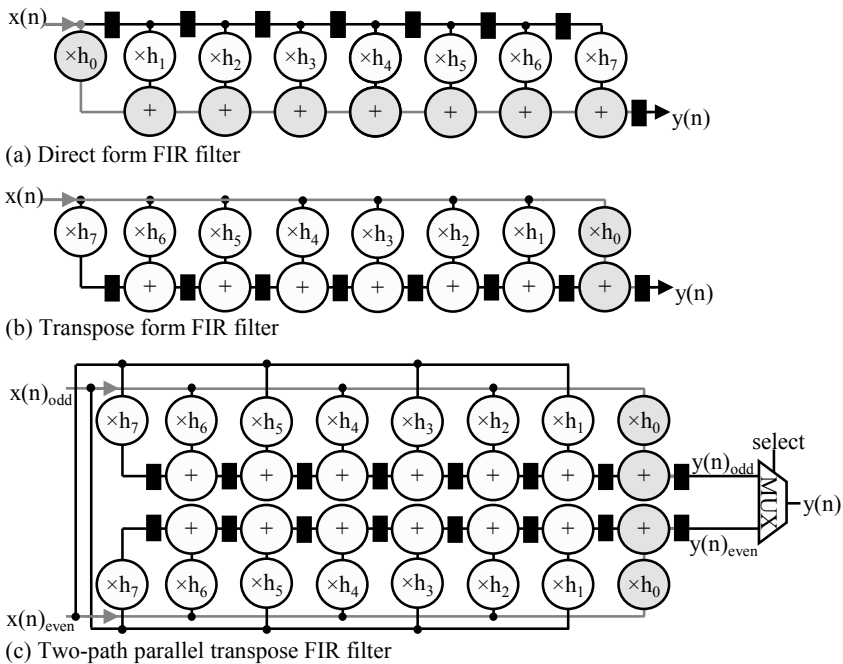 x(n)
×h₀ ×h₁ ×h₂ ×h₃ ×h₄ ×h₅ ×h₆ ×h₇
+ + + + + + +
y(n)
(a) Direct form FIR filter
x(n)
×h₇ ×h₆ ×h₅ ×h₄ ×h₃ ×h₂ ×h₁ ×h₀
+ + + + + + +
y(n)
(b) Transpose form FIR filter
x(n)odd
×h₇ ×h₆ ×h₅ ×h₄ ×h₃ ×h₂ ×h₁ ×h₀
select
+ + + + + + +
y(n)odd
MUX
y(n)
+ + + + + + +
y(n)even
×h₇ ×h₆ ×h₅ ×h₄ ×h₃ ×h₂ ×h₁ ×h₀
x(n)even
(c) Two-path parallel transpose FIR filter